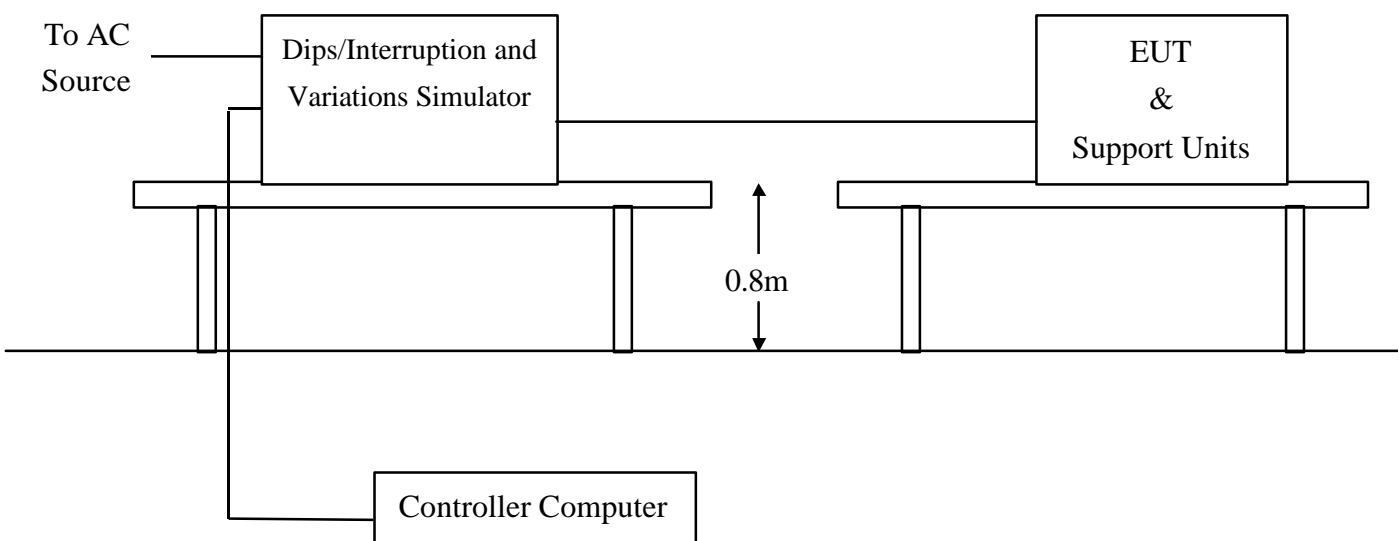 To AC
Source
Dips/Interruption and
Variations Simulator
EUT
&
Support Units
0.8m
Controller Computer